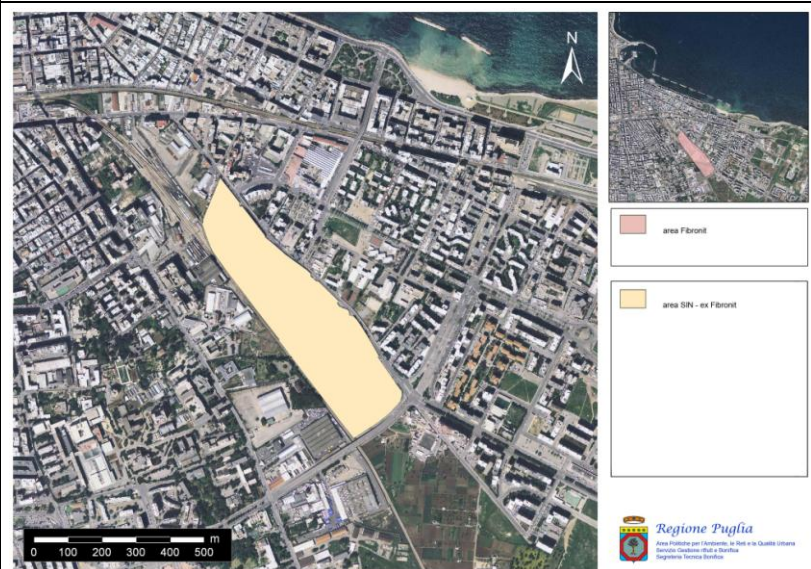 N
area Fibronit
area SIN - ex Fibronit
m
0 100 200 300 400 500
Regione Puglia
Area Politiche per l'Ambiente, le Reti e la Qualità Urbana
Servizio Gestione rifiuti e Bonifica
Segreteria Tecnica Bonifica